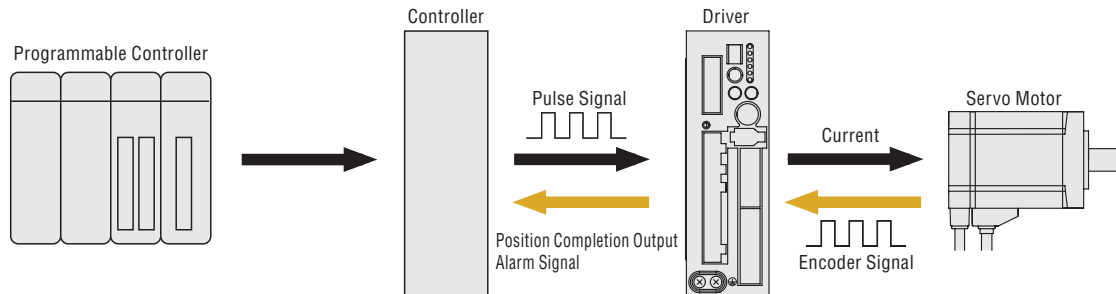 Controller
Driver
Programmable Controller
Pulse Signal
Servo Motor
Current
Position Completion Output
Alarm Signal
Encoder Signal